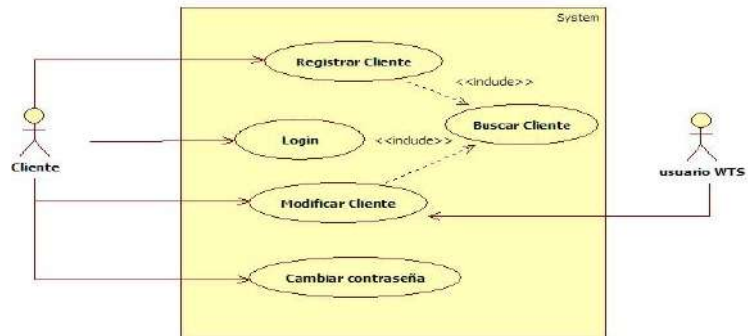 System
Registrar Cliente
<<include>>
Buscar Cliente
Login
<<include>>
Cliente
usuario WTS
Modificar Cliente
Cambiar contraseña